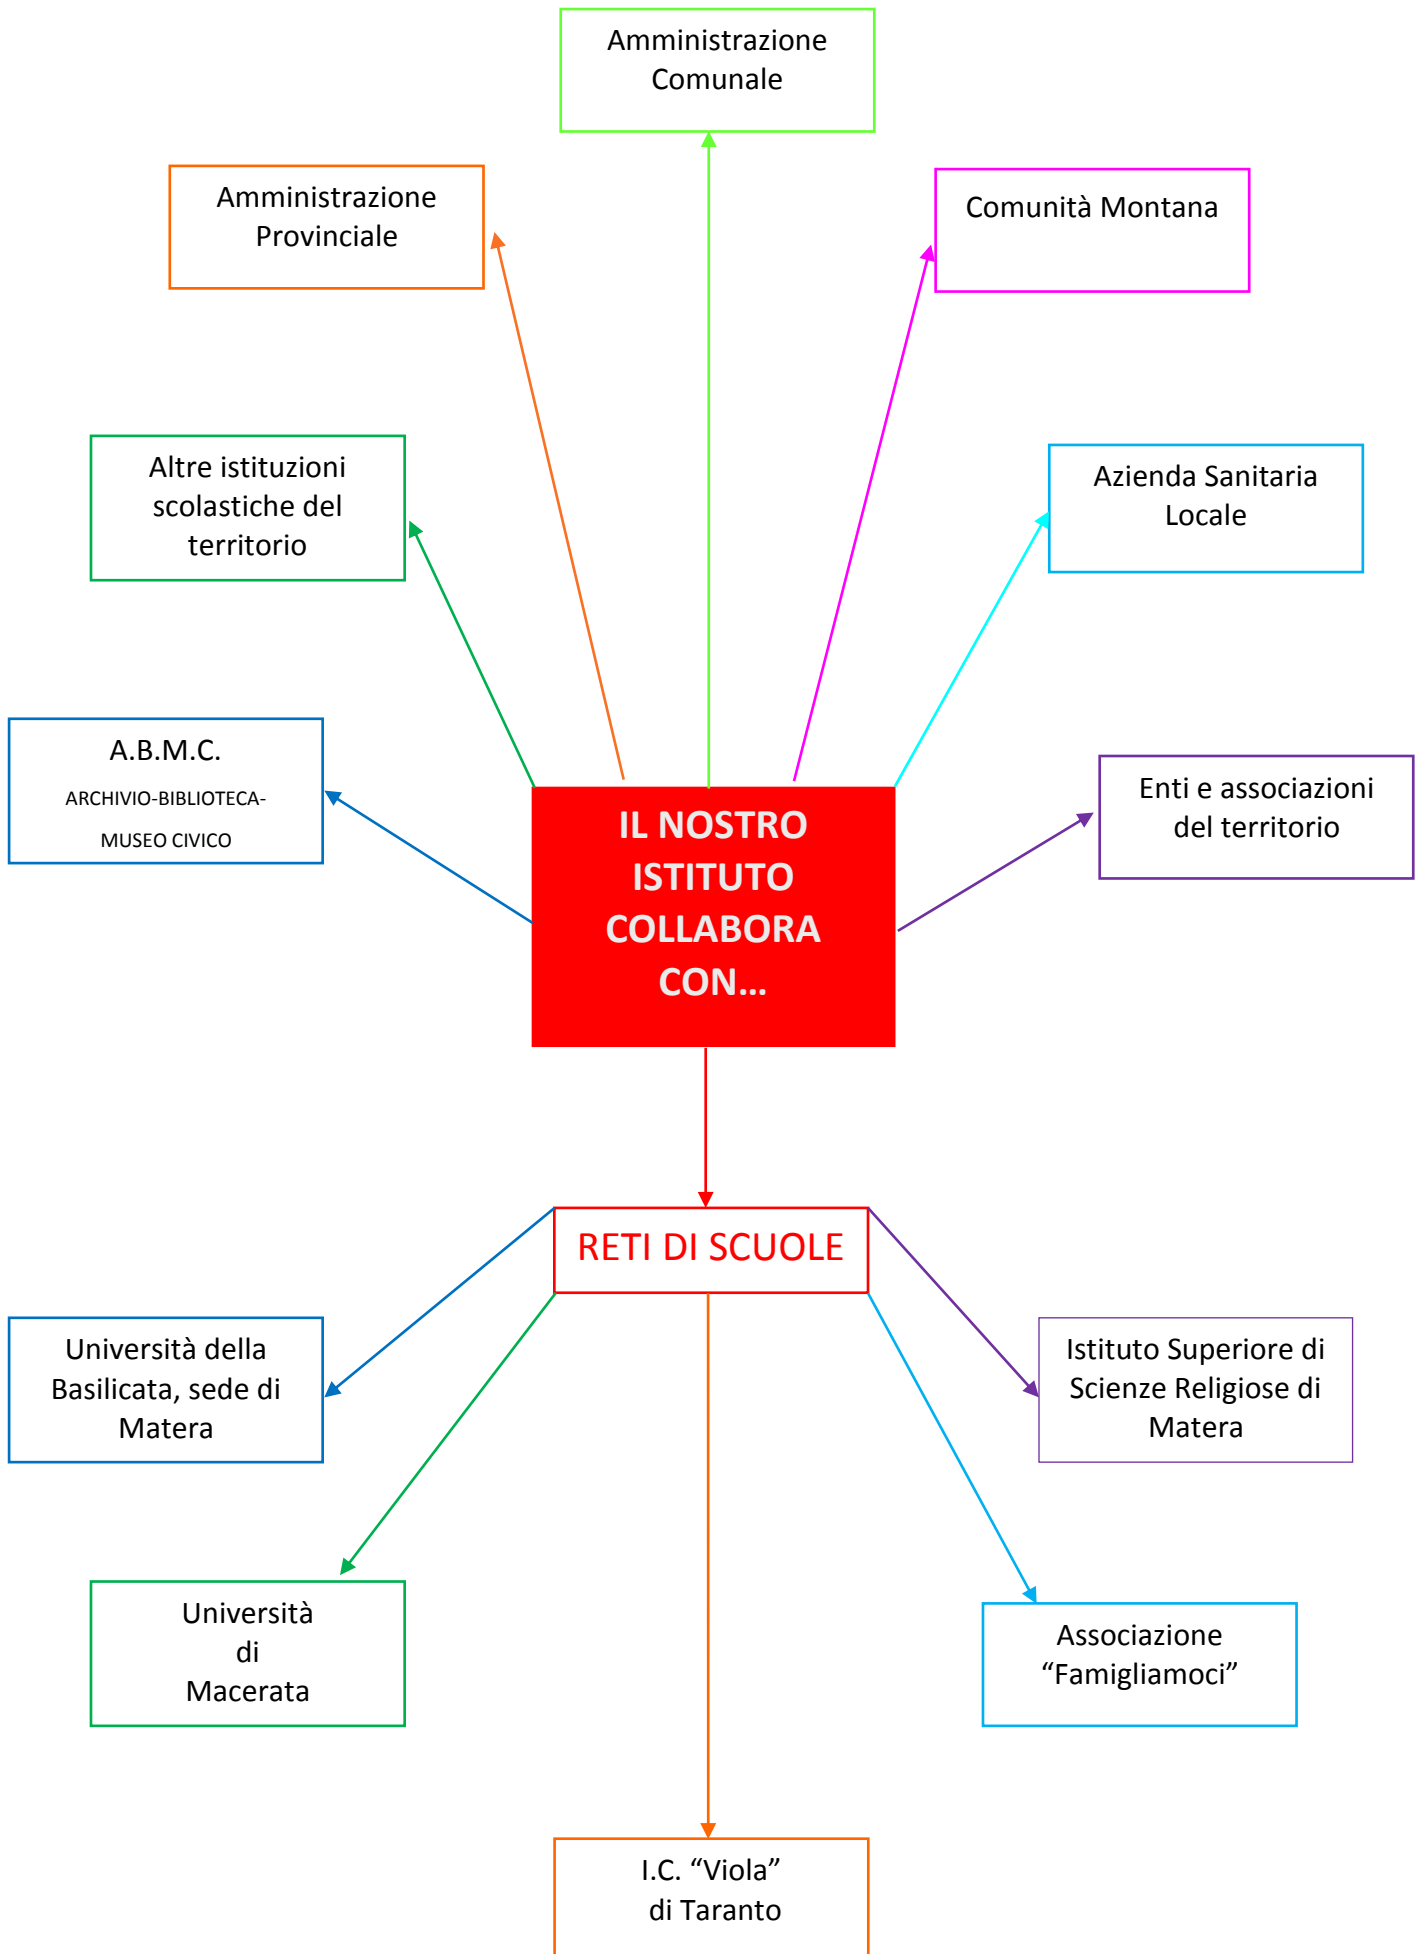 Amministrazione
Comunale
Amministrazione
Provinciale
Comunità Montana
Altre istituzioni
scolastiche del
territorio
Azienda Sanitaria
Locale
A.B.M.C.
ARCHIVIO-BIBLIOTECA-
MUSEO CIVICO
IL NOSTRO
ISTITUTO
COLLABORA
CON…
Enti e associazioni
del territorio
RETI DI SCUOLE
Università della
Basilicata, sede di
Matera
Istituto Superiore di
Scienze Religiose di
Matera
Università
di
Macerata
Associazione
“Famigliamoci”
I.C. “Viola”
di Taranto